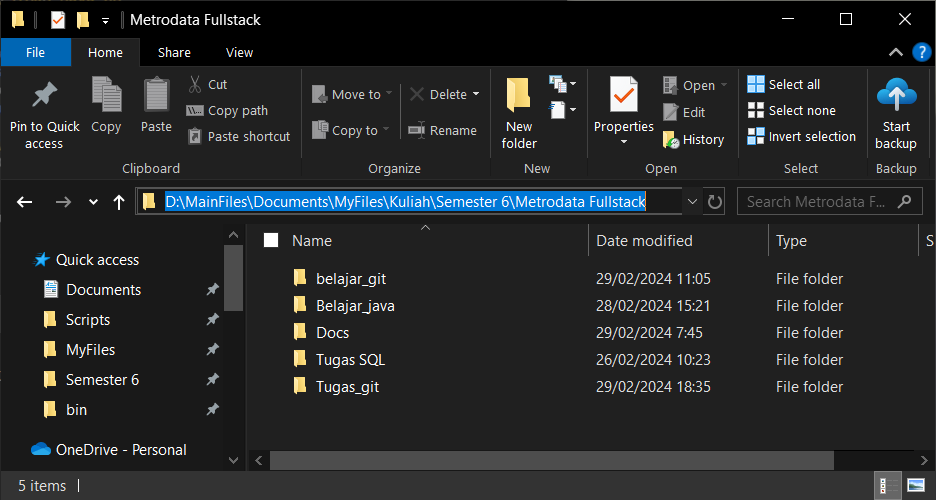 Metrodata Fullstack
File Home Share View
Pin to Quick access
Copy
Paste
Cut
Copy path
Paste shortcut
Clipboard
Move to
Copy to
Delete
Rename
Organize
New folder
New
Properties
Open
Edit
History
Open
Select all
Select none
Invert selection
Select
Start backup
Backup
D:\MainFiles\Documents\MyFiles\Kuliah\Semester 6\Metrodata Fullstack
Search Metrodata F...
Quick access
Documents
Scripts
MyFiles
Semester 6
bin
OneDrive - Personal
Name Date modified Type S
belajar_git 29/02/2024 11:05 File folder
Belajar_java 28/02/2024 15:21 File folder
Docs 29/02/2024 7:45 File folder
Tugas SQL 26/02/2024 10:23 File folder
Tugas_git 29/02/2024 18:35 File folder
5 items